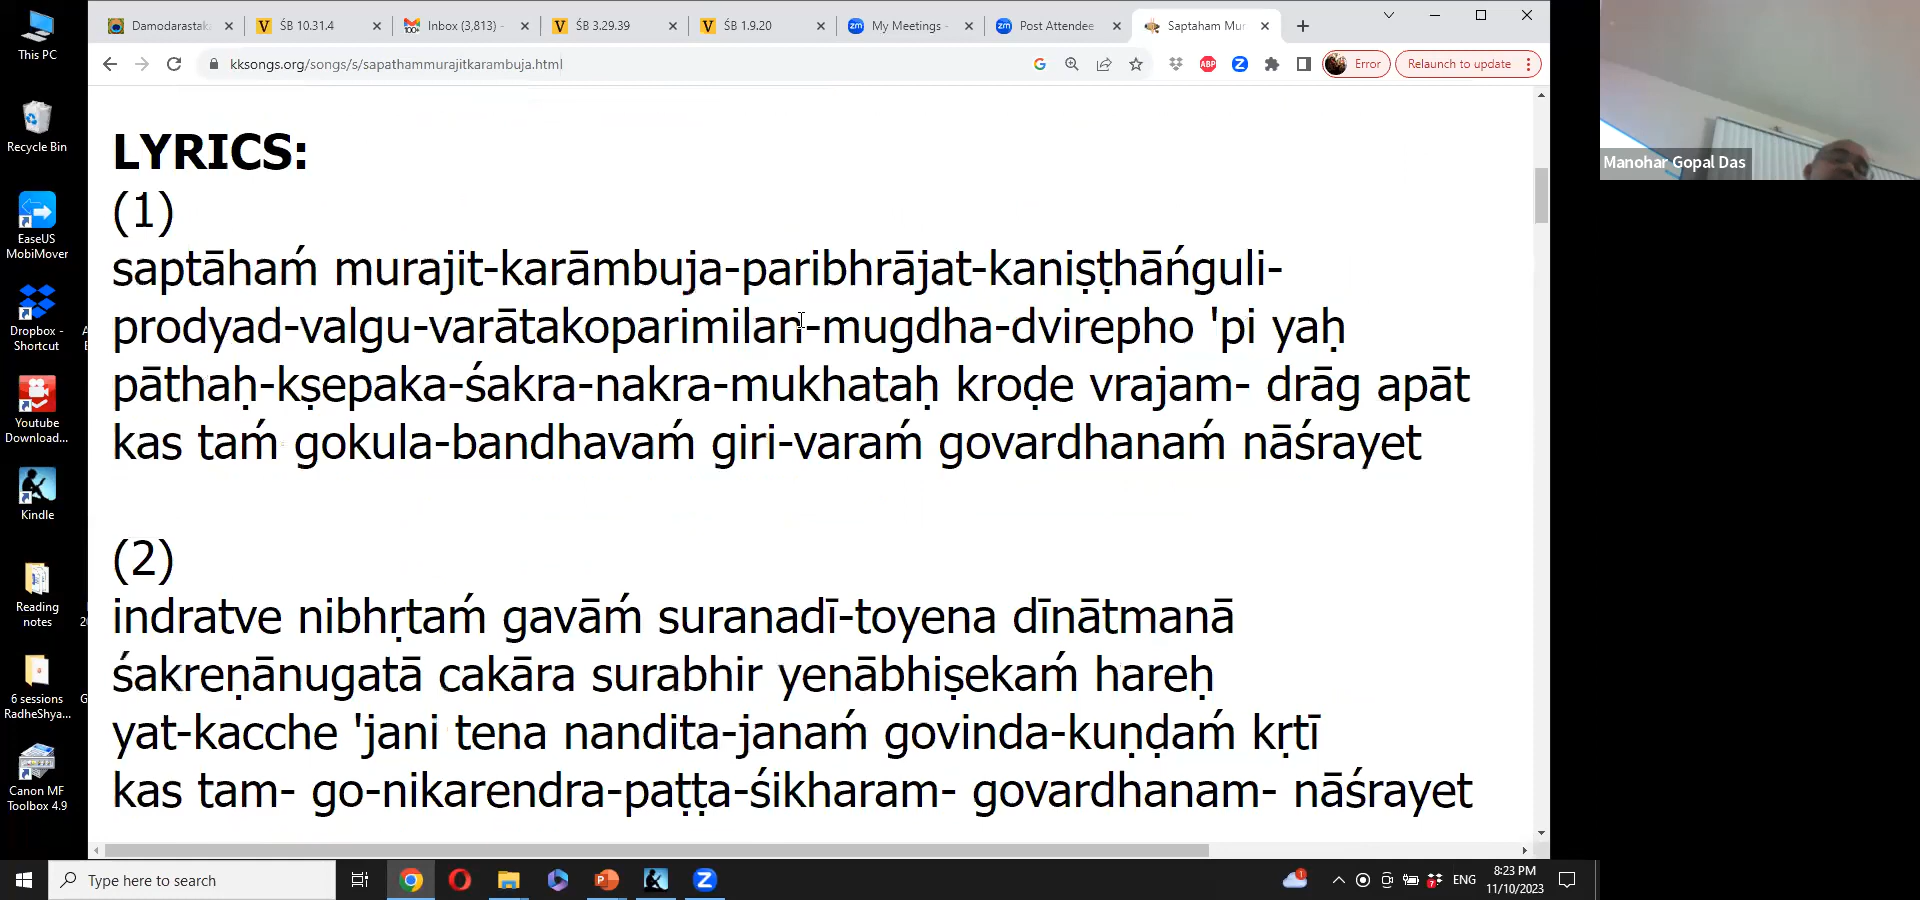 Damodarastaka
ŚB 10.31.4
Inbox (3,813) -
ŚB 3.29.39
ŚB 1.9.20
My Meetings -
Post Attendee
Saptaham Mur
kksongs.org/songs/s/sapathammurajitkarambuja.html
Error
Relaunch to update
This PC
Recycle Bin
EaseUS
MobiMover
Dropbox -
Shortcut
Youtube
Download...
Kindle
Reading
notes
6 sessions
RadheShya...
Canon MF
Toolbox 4.9
LYRICS:
(1)
saptāhaḿ murajit-karāmbuja-paribhrājat-kaniṣṭhāńguli-
prodyad-valgu-varātakoparimilan-mugdha-dvirepho 'pi yaḥ
pāthaḥ-kṣepaka-śakra-nakra-mukhataḥ kroḍe vrajam- drāg apāt
kas taḿ gokula-bandhavaḿ giri-varaḿ govardhanaḿ nāśrayet
(2)
indratve nibhṛtaḿ gavāḿ suranadī-toyena dīnātmanā
śakreṇānugatā cakāra surabhir yenābhiṣekaḿ hareḥ
yat-kacche 'jani tena nandita-janaḿ govinda-kuṇḍaḿ kṛtī
kas tam- go-nikarendra-paṭṭa-śikharam- govardhanam- nāśrayet
Manohar Gopal Das
Type here to search
ENG
8:23 PM
11/10/2023